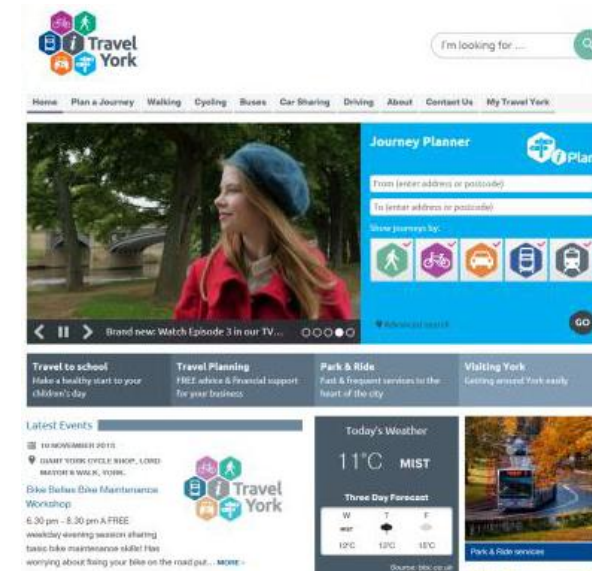 i Travel
York
I'm looking for ...
Home Plan a Journey Walking Cycling Buses Car Sharing Driving About Contact Us My Travel York
Journey Planner
i Plan
From (enter address or postcode)
To (enter address or postcode)
Show journeys by:
Advanced search
GO
Brand new: Watch Episode 3 in our TV...
Travel to school
Make a healthy start to your
children's day
Travel Planning
FREE advice & financial support
for your business
Park & Ride
Fast & frequent services to the
heart of the city
Visiting York
Getting around York easily
Latest Events
10 NOVEMBER 2015
GIANT YORK CYCLE SHOP, LORD
MAYOR'S WALK, YORK.
Bike Belles Bike Maintenance
Workshop
6.30 pm - 8.30 pm A FREE
weekday evening session sharing
basic bike maintenance skills! Has
worrying about fixing your bike on the road put... MORE >
i Travel
York
Today's Weather
11°C MIST
Three Day Forecast
W T F
MIST
12°C 13°C 15°C
Source: bbc.co.uk
Park & Ride services